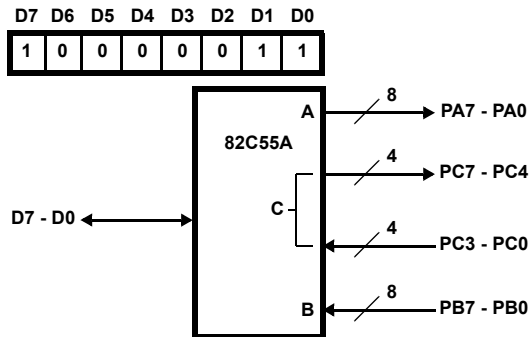 D7 D6 D5 D4 D3 D2 D1 D0
1 0 0 0 0 0 1 1
A 8 PA7 - PA0
82C55A
4 PC7 - PC4
C
D7 - D0
4 PC3 - PC0
B 8 PB7 - PB0